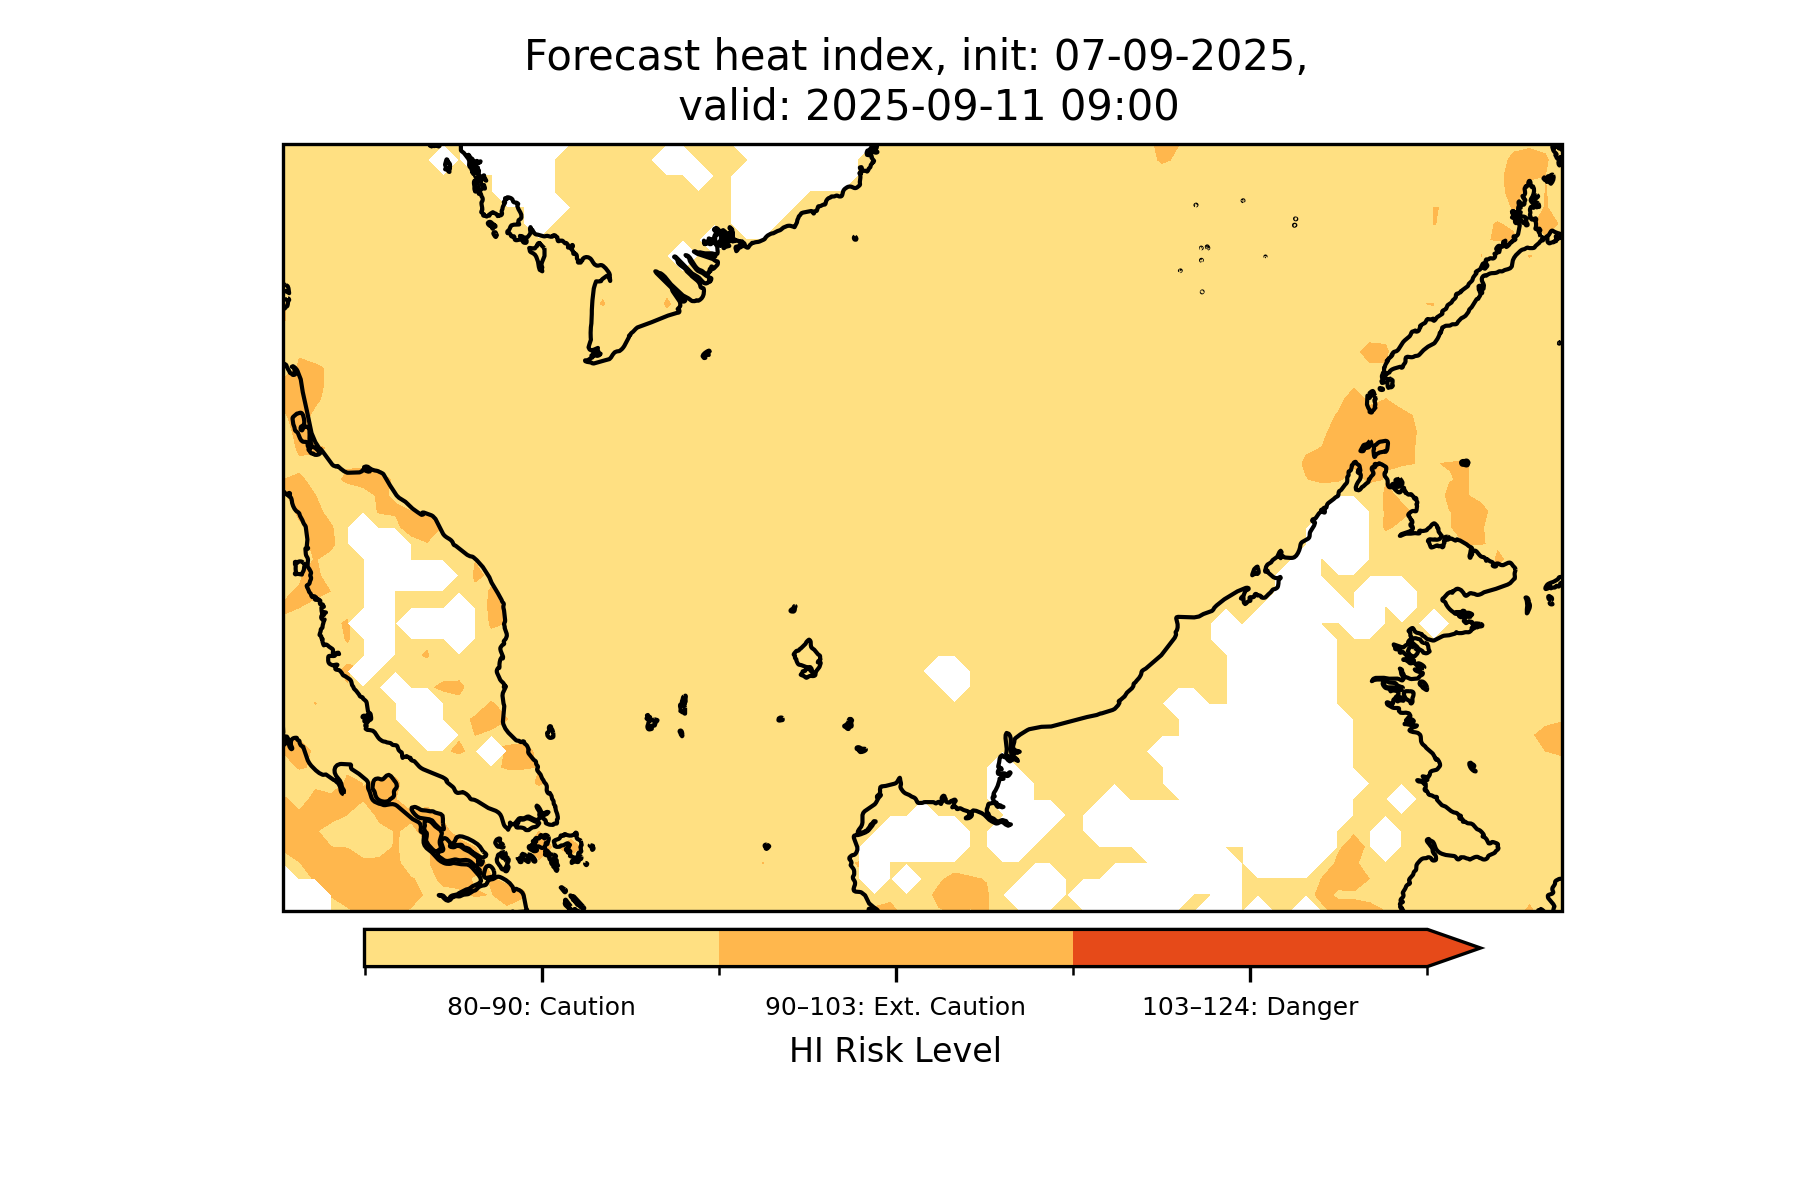 Forecast heat index, init: 07-09-2025,
valid: 2025-09-11 09:00
80–90: Caution
90–103: Ext. Caution
103–124: Danger
HI Risk Level